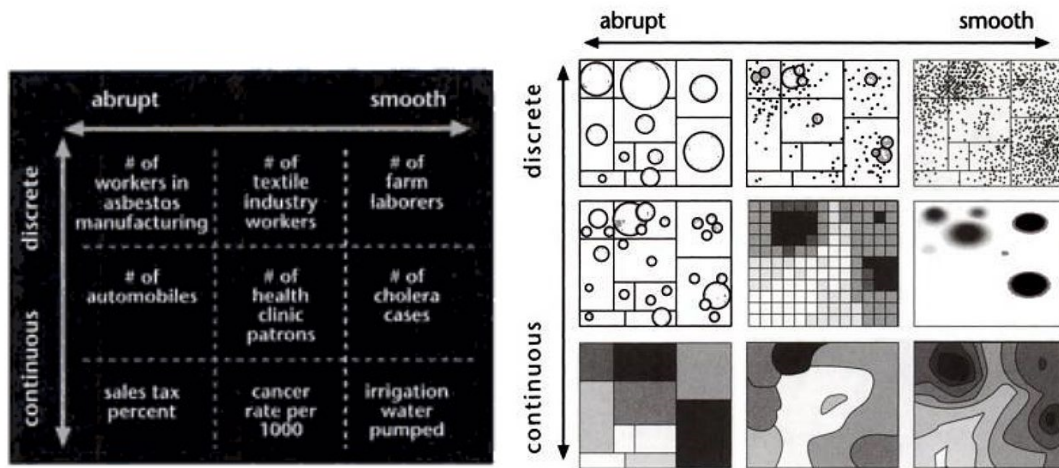 abrupt smooth
discrete
continuous
# of
workers in
asbestos
manufacturing
# of
textile
industry
workers
# of
farm
laborers
# of
automobiles
# of
health
clinic
patrons
# of
cholera
cases
sales tax
percent
cancer
rate per
1000
irrigation
water
pumped
abrupt smooth
discrete
continuous